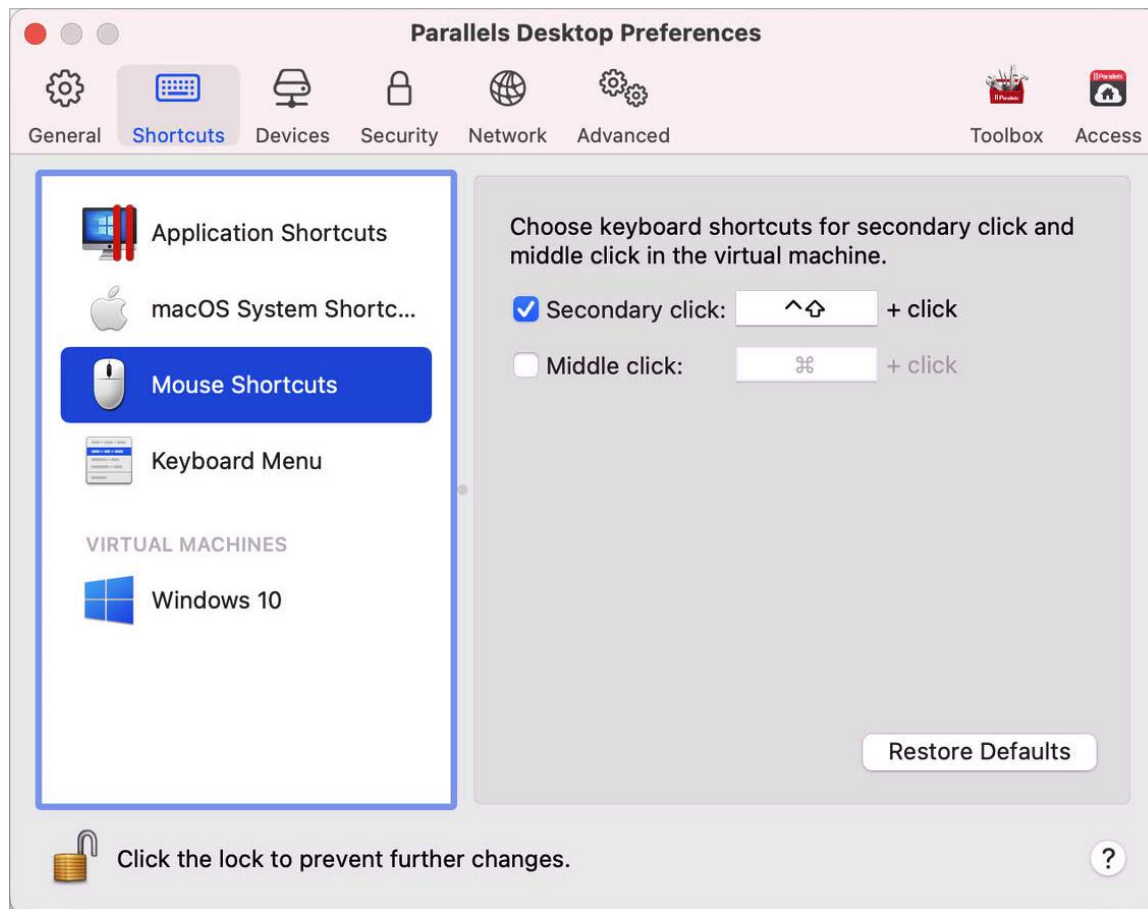 Parallels Desktop Preferences
General Shortcuts Devices Security Network Advanced Toolbox Access
Application Shortcuts
macOS System Shortc...
Mouse Shortcuts
Keyboard Menu
VIRTUAL MACHINES
Windows 10
Choose keyboard shortcuts for secondary click and
middle click in the virtual machine.
Secondary click: ^⇧ + click
Middle click: ⌘ + click
Restore Defaults
Click the lock to prevent further changes.
?